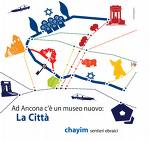 Ad Ancona c'è un museo nuovo:
La Città
chayim sentieri ebraici